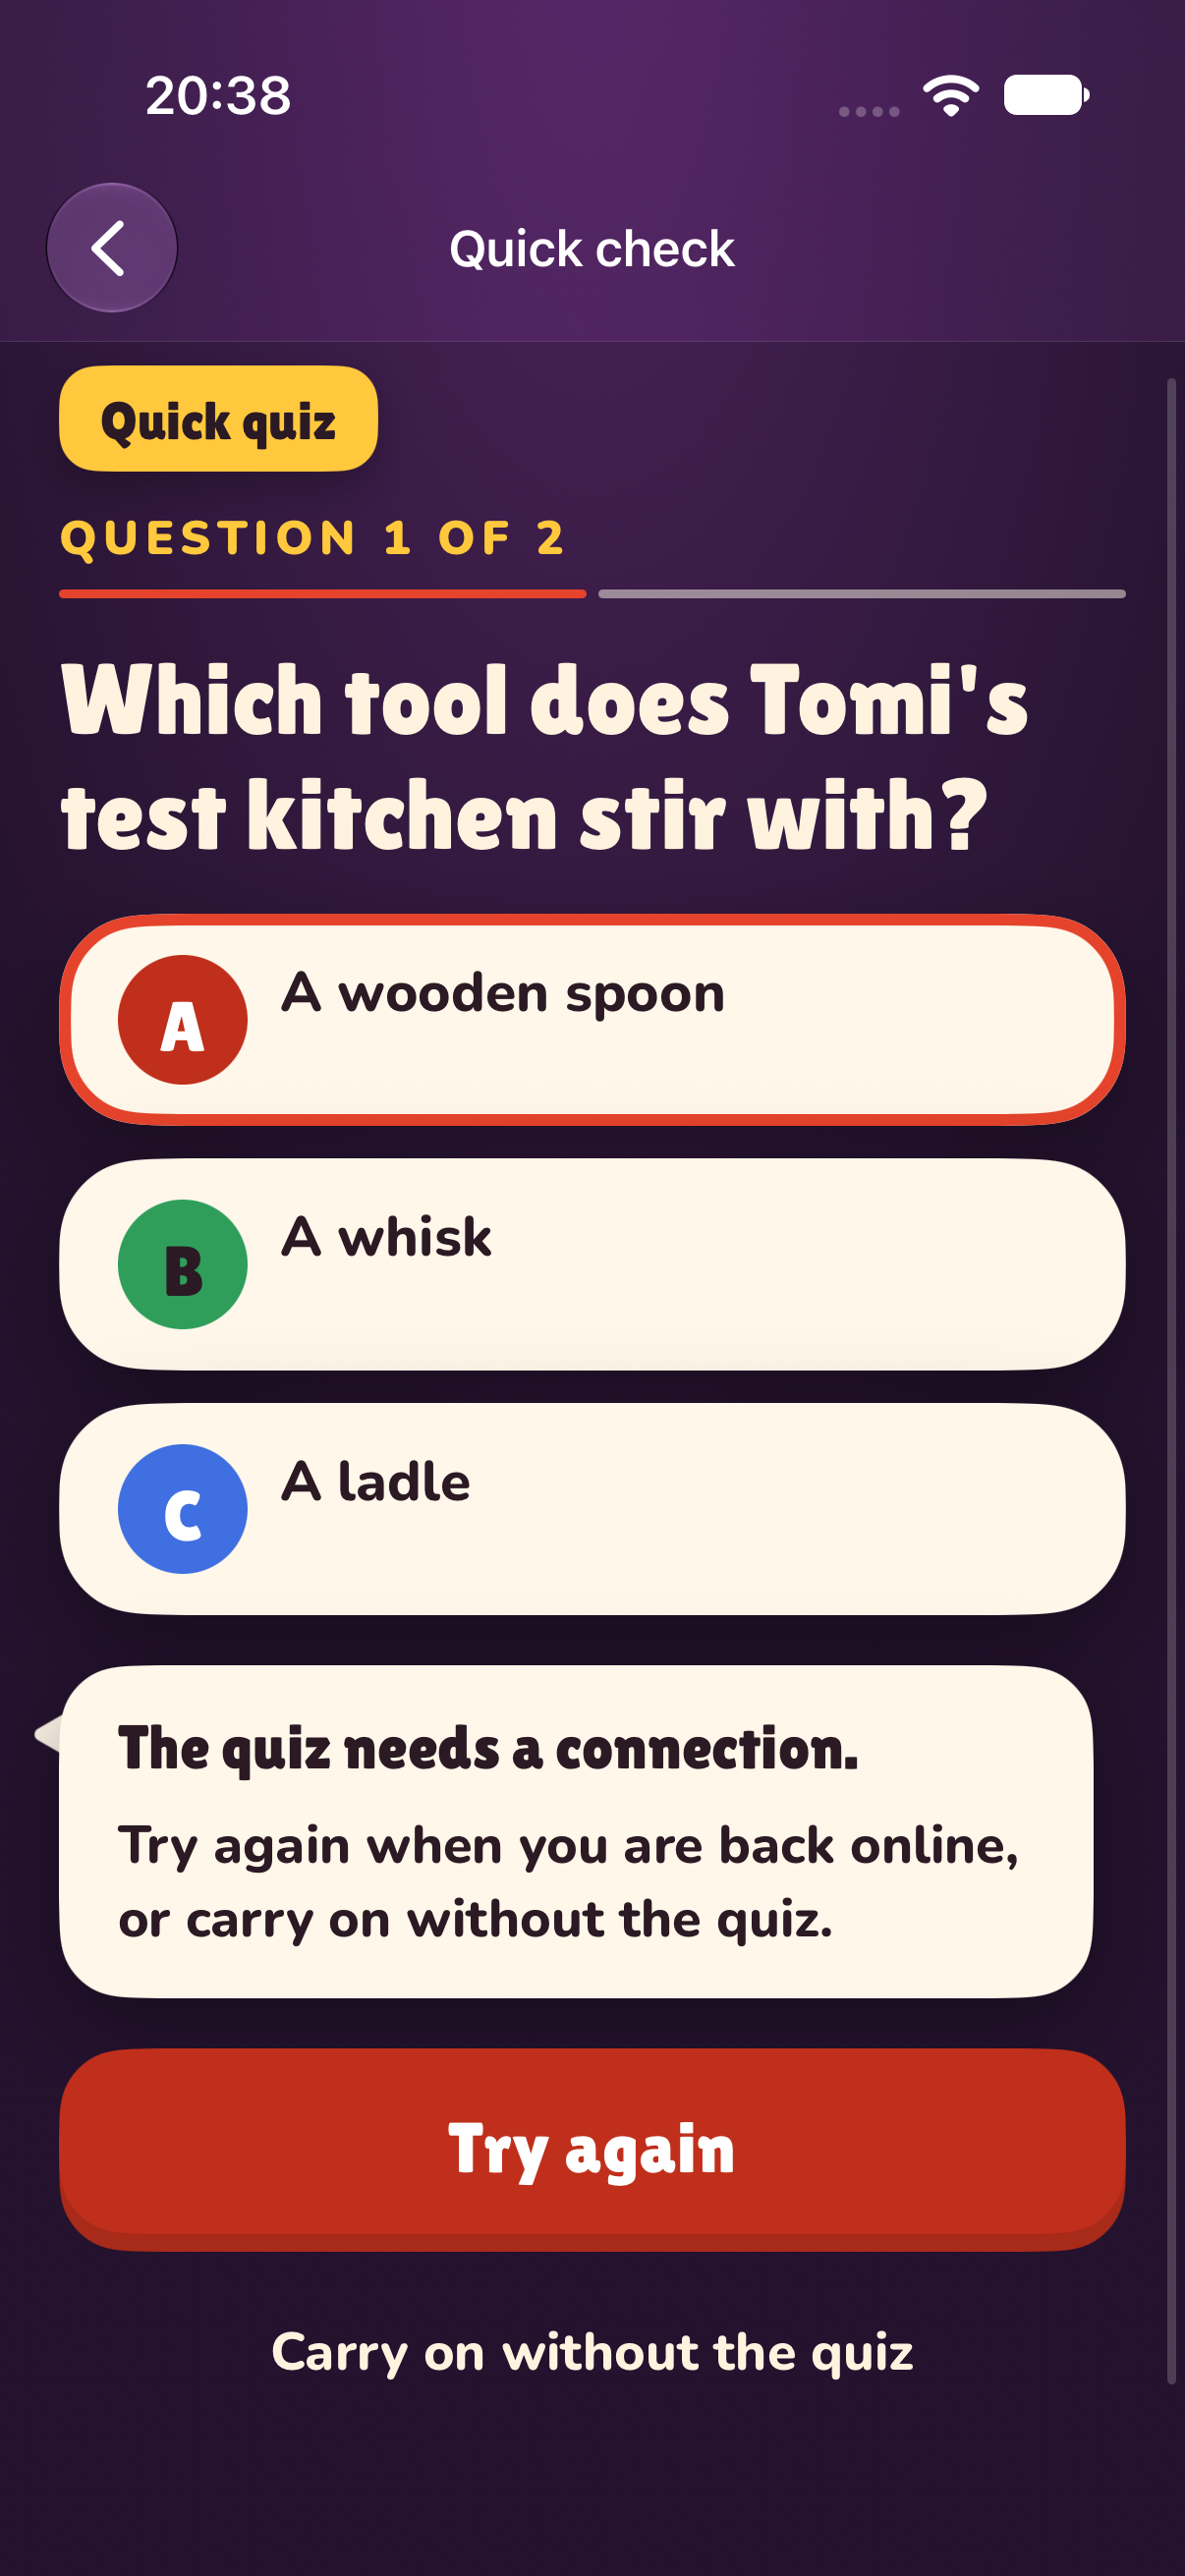 20:38
Quick check
Quick quiz
QUESTION 1 OF 2
Which tool does Tomi's
test kitchen stir with?
A A wooden spoon
B A whisk
C A ladle
The quiz needs a connection.
Try again when you are back online,
or carry on without the quiz.
Try again
Carry on without the quiz